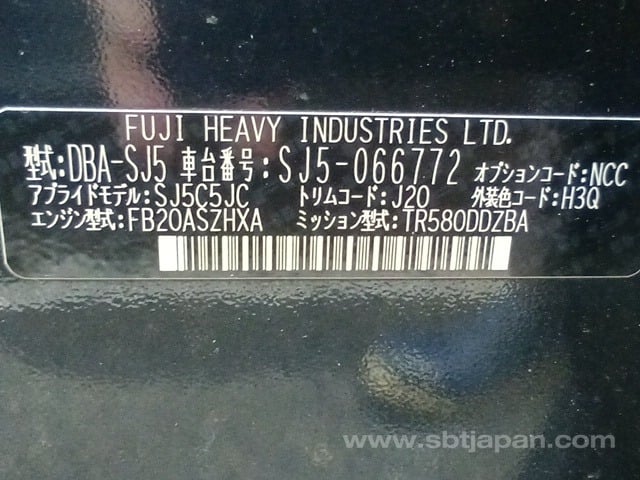 FUJI HEAVY INDUSTRIES LTD.
型式:DBA-SJ5 車台番号:SJ5-066772 オプションコード:NCC
アプライドモデル:SJ5C5JC トリムコード:J20 外装色コード:H3Q
エンジン型式:FB20ASZHXA ミッション型式:TR580DDZBA
www.sbtjapan.com